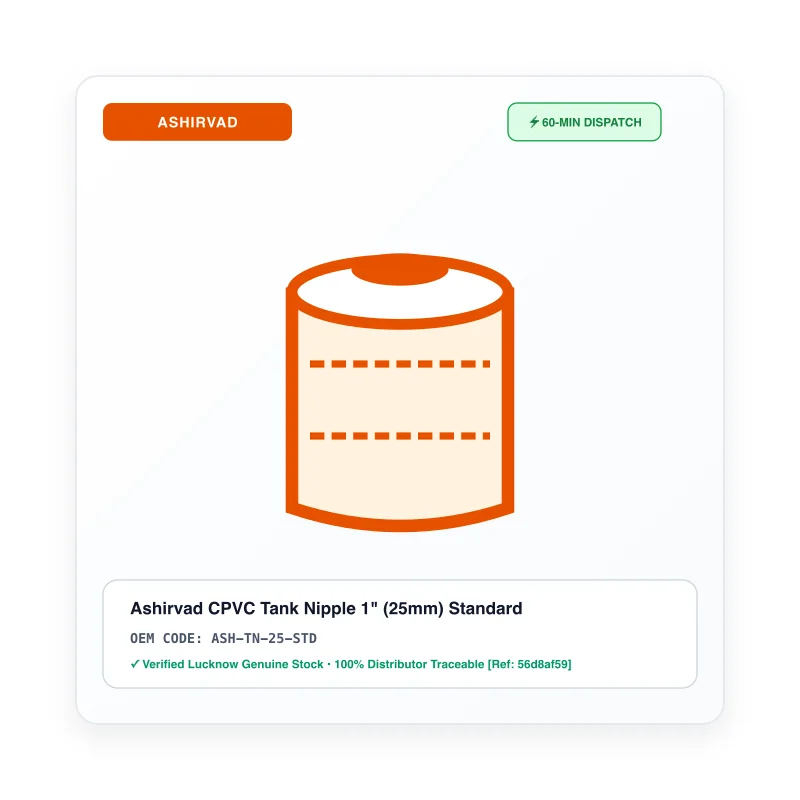 ASHIRVAD
⚡60-MIN DISPATCH
Ashirvad CPVC Tank Nipple 1" (25mm) Standard
OEM CODE: ASH-TN-25-STD
✓ Verified Lucknow Genuine Stock · 100% Distributor Traceable [Ref: 56d8af59]